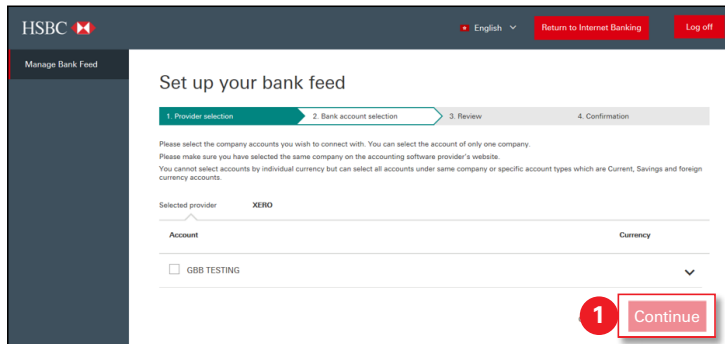 HSBC
English
Return to Internet Banking
Log off
Manage Bank Feed
Set up your bank feed
1. Provider selection
2. Bank account selection
3. Review
4. Confirmation
Please select the company accounts you wish to connect with. You can select the account of only one company.
Please make sure you have selected the same company on the accounting software provider's website.
You cannot select accounts by individual currency but can select all accounts under same company or specific account types which are Current, Savings and foreign
currency accounts.
Selected provider XERO
Account Currency
GBB TESTING
1 Continue